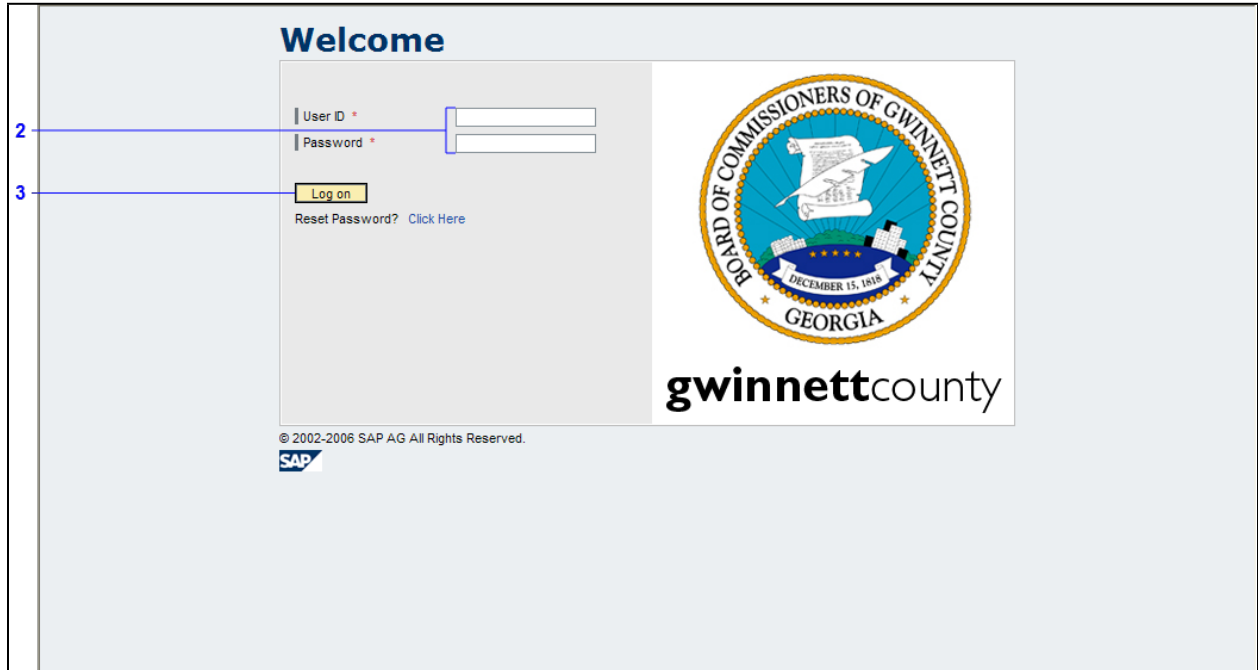 Welcome
User ID *
2
Password *
3
Log on
Reset Password? Click Here
BOARD OF COMMISSIONERS OF GWINNETT COUNTY
DECEMBER 15, 1818
GEORGIA
gwinnettcounty
© 2002-2006 SAP AG All Rights Reserved.
SAP